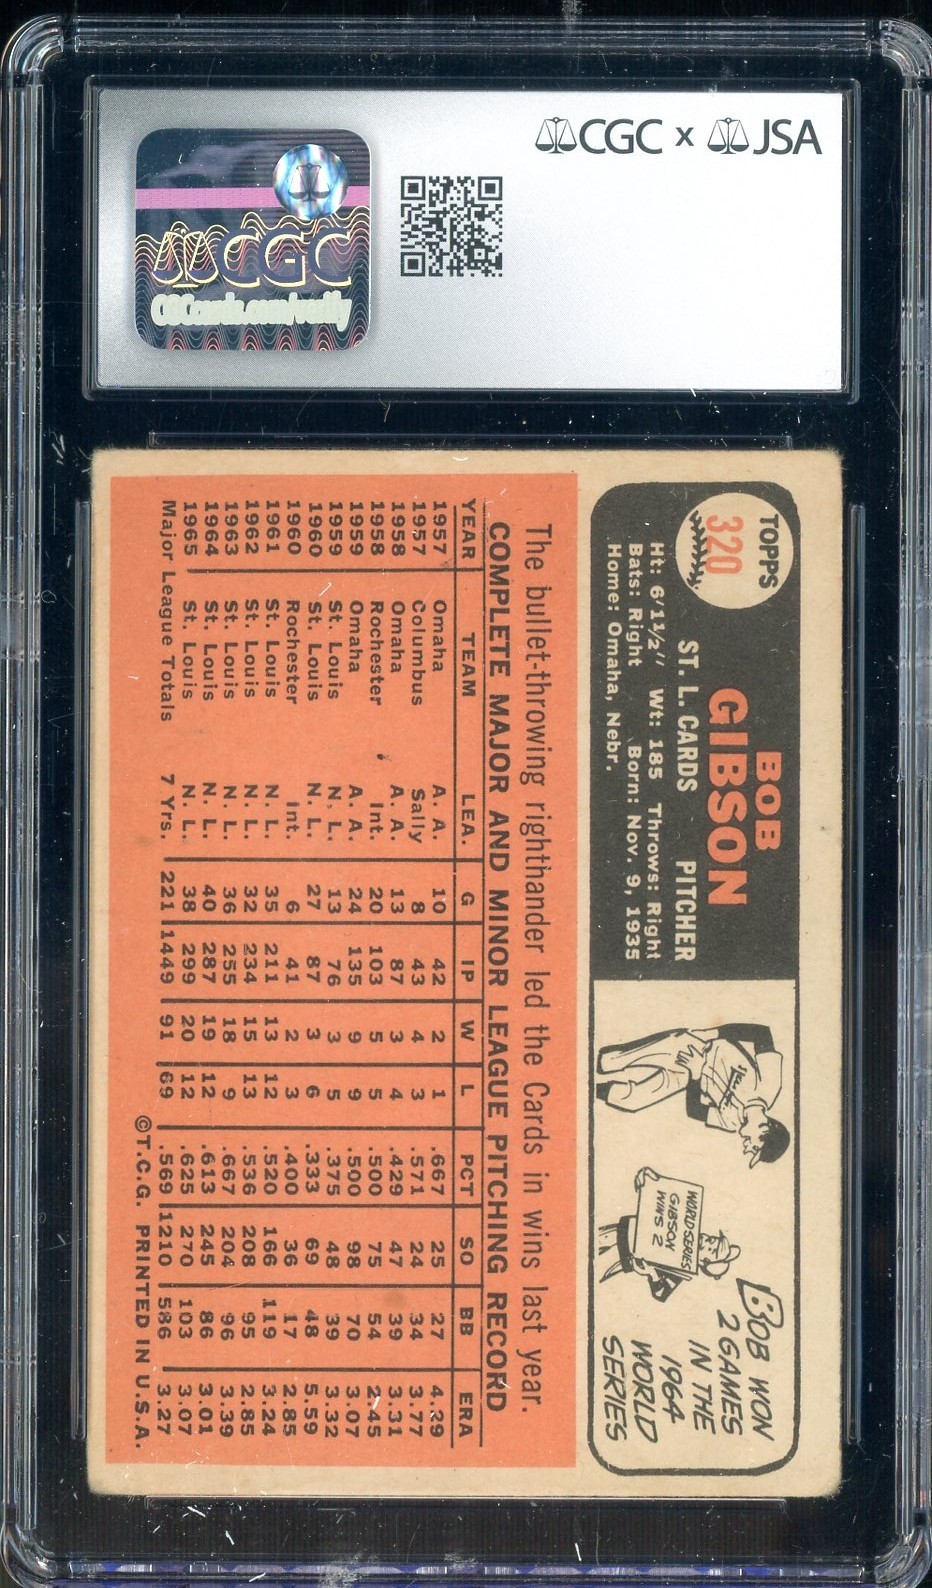 CGC x JSA
CGC
CGCcards.com/verify
TOPPS
320
BOB
GIBSON
ST. L. CARDS PITCHER
Ht: 6'1½" Wt: 185 Throws: Right
Bats: Right Born: Nov. 9, 1935
Home: Omaha, Nebr.
WORLD SERIES
GIBSON
WINS 2
BOB WON
2 GAMES
IN THE
1964
WORLD
SERIES
The bullet-throwing righthander led the Cards in wins last year.
COMPLETE MAJOR AND MINOR LEAGUE PITCHING RECORD
YEAR TEAM LEA. G IP W L PCT SO BB ERA
1957 Omaha A. A. 10 42 2 1 .667 25 27 4.29
1957 Columbus Sally 8 43 4 3 .571 24 34 3.77
1958 Omaha A. A. 13 87 3 4 .429 47 39 3.31
1958 Rochester Int. 20 103 5 5 .500 75 54 2.45
1959 Omaha A. A. 24 135 9 9 .500 98 70 3.07
1959 St. Louis N. L. 13 76 3 5 .375 48 39 3.32
1960 St. Louis N. L. 27 87 3 6 .333 69 48 5.59
1960 Rochester Int. 6 41 2 3 .400 36 17 2.85
1961 St. Louis N. L. 35 211 13 12 .520 166 119 3.24
1962 St. Louis N. L. 32 234 15 13 .536 208 95 2.85
1963 St. Louis N. L. 36 255 18 9 .667 204 96 3.39
1964 St. Louis N. L. 40 287 19 12 .613 245 86 3.01
1965 St. Louis N. L. 38 299 20 12 .625 270 103 3.07
Major League Totals 7 Yrs. 221 1449 91 69 .569 1210 586 3.27
©T.C.G. PRINTED IN U.S.A.